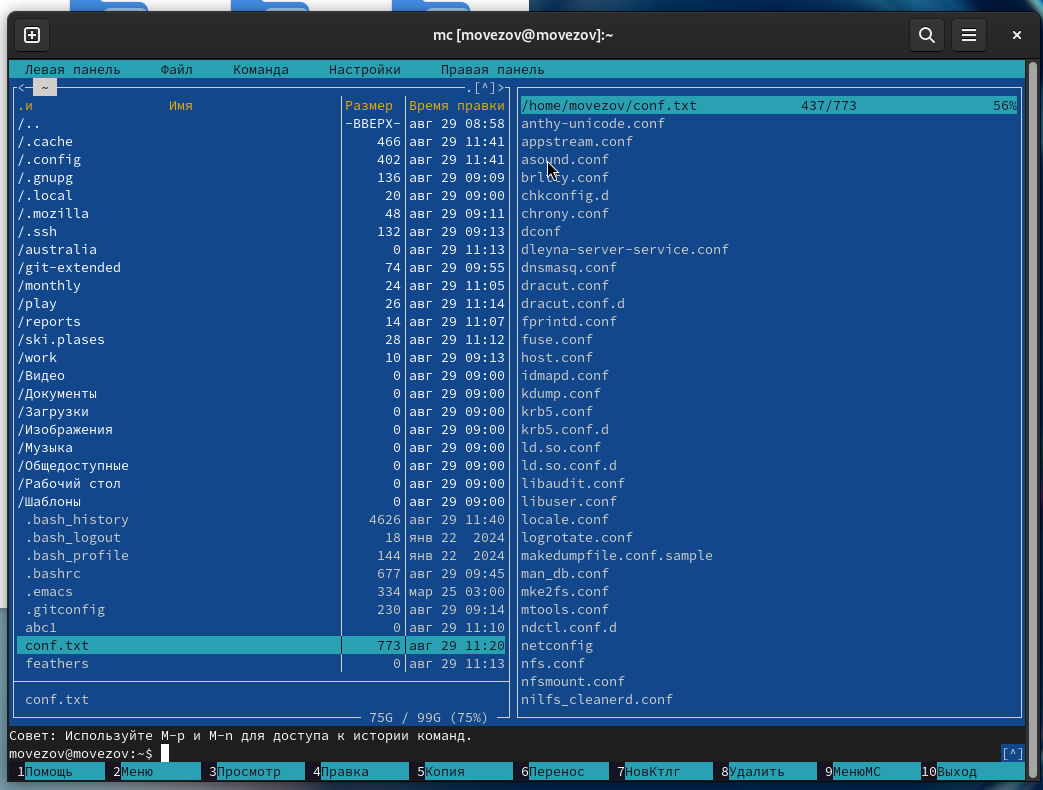 mc [movezov@movezov]:~
Левая панель Файл Команда Настройки Правая панель
<─ ~ .[^]>
.и Имя Размер Время правки
/.. -ВВЕРХ- авг 29 08:58
/.cache 466 авг 29 11:41
/.config 402 авг 29 11:41
/.gnupg 136 авг 29 09:09
/.local 20 авг 29 09:00
/.mozilla 48 авг 29 09:11
/.ssh 132 авг 29 09:13
/australia 0 авг 29 11:13
/git-extended 74 авг 29 09:55
/monthly 24 авг 29 11:05
/play 26 авг 29 11:14
/reports 14 авг 29 11:07
/ski.plases 28 авг 29 11:12
/work 10 авг 29 09:13
/Видео 0 авг 29 09:00
/Документы 0 авг 29 09:00
/Загрузки 0 авг 29 09:00
/Изображения 0 авг 29 09:00
/Музыка 0 авг 29 09:00
/Общедоступные 0 авг 29 09:00
/Рабочий стол 0 авг 29 09:00
/Шаблоны 0 авг 29 09:00
.bash_history 4626 авг 29 11:40
.bash_logout 18 янв 22 2024
.bash_profile 144 янв 22 2024
.bashrc 677 авг 29 09:45
.emacs 334 мар 25 03:00
.gitconfig 230 авг 29 09:14
abc1 0 авг 29 11:10
conf.txt 773 авг 29 11:20
feathers 0 авг 29 11:13
conf.txt
75G / 99G (75%)
/home/movezov/conf.txt 437/773 56%
anthy-unicode.conf
appstream.conf
asound.conf
brltty.conf
chkconfig.d
chrony.conf
dconf
dleyna-server-service.conf
dnsmasq.conf
dracut.conf
dracut.conf.d
fprintd.conf
fuse.conf
host.conf
idmapd.conf
kdump.conf
krb5.conf
krb5.conf.d
ld.so.conf
ld.so.conf.d
libaudit.conf
libuser.conf
locale.conf
logrotate.conf
makedumpfile.conf.sample
man_db.conf
mke2fs.conf
mtools.conf
ndctl.conf.d
netconfig
nfs.conf
nfsmount.conf
nilfs_cleanerd.conf
Совет: Используйте M-p и M-n для доступа к истории команд.
movezov@movezov:~$ [^]
1Помощь 2Меню 3Просмотр 4Правка 5Копия 6Перенос 7НовКтлг 8Удалить 9МенюMC 10Выход